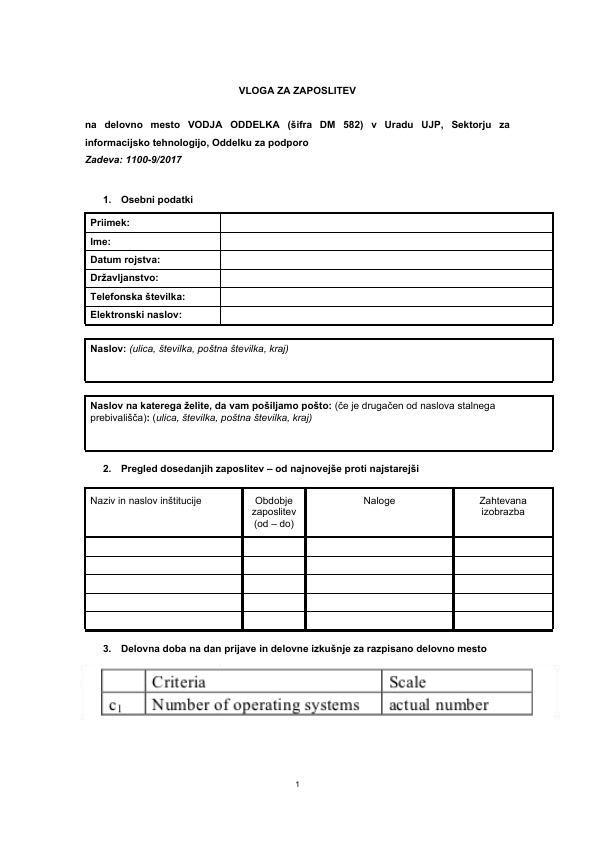 VLOGA ZA ZAPOSLITEV
na delovno mesto VODJA ODDELKA (šifra DM 582) v Uradu UJP, Sektorju za
informacijsko tehnologijo, Oddelku za podporo
Zadeva: 1100-9/2017
1. Osebni podatki
Priimek:
Ime:
Datum rojstva:
Državljanstvo:
Telefonska številka:
Elektronski naslov:
Naslov: (ulica, številka, poštna številka, kraj)
Naslov na katerega želite, da vam pošiljamo pošto: (če je drugačen od naslova stalnega
prebivališča): (ulica, številka, poštna številka, kraj)
2. Pregled dosedanjih zaposlitev – od najnovejše proti najstarejši
Naziv in naslov inštitucije
Obdobje
zaposlitev
(od – do)
Naloge
Zahtevana
izobrazba
3. Delovna doba na dan prijave in delovne izkušnje za razpisano delovno mesto
Criteria Scale
c₁ Number of operating systems actual number
1